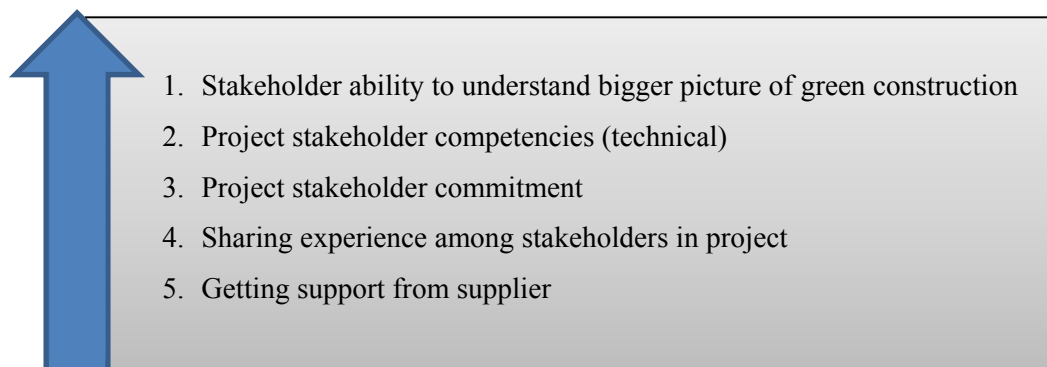 1. Stakeholder ability to understand bigger picture of green construction
2. Project stakeholder competencies (technical)
3. Project stakeholder commitment
4. Sharing experience among stakeholders in project
5. Getting support from supplier